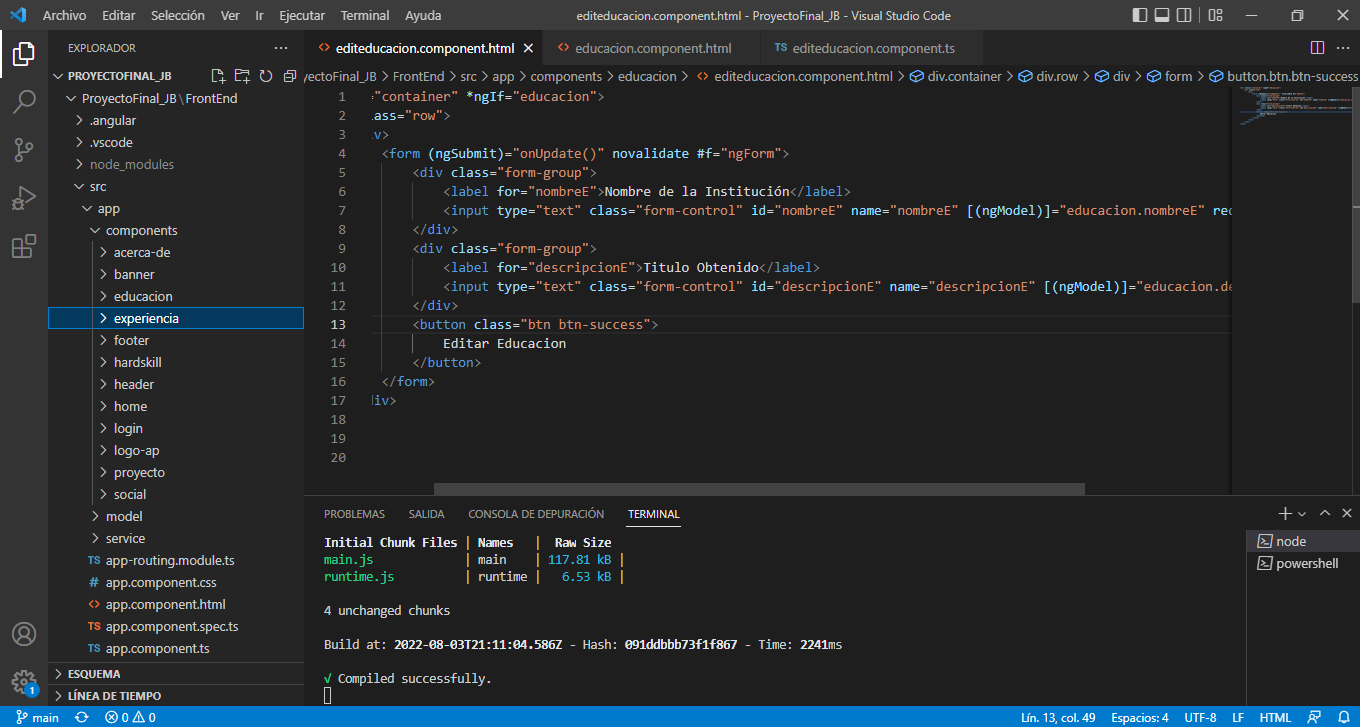 Archivo Editar Selección Ver Ir Ejecutar Terminal Ayuda
editeducacion.component.html - ProyectoFinal_JB - Visual Studio Code
EXPLORADOR
PROYECTOFINAL_JB
ProyectoFinal_JB\FrontEnd
.angular
.vscode
node_modules
src
app
components
acerca-de
banner
educacion
experiencia
footer
hardskill
header
home
login
logo-ap
proyecto
social
model
service
TS app-routing.module.ts
# app.component.css
<> app.component.html
TS app.component.spec.ts
TS app.component.ts
ESQUEMA
LÍNEA DE TIEMPO
<> editeducacion.component.html
<> educacion.component.html
TS editeducacion.component.ts
yectoFinal_JB > FrontEnd > src > app > components > educacion > <> editeducacion.component.html > div.container > div.row > div > form > button.btn.btn-success
1 ="container" *ngIf="educacion">
2 ass="row">
3 v>
4 <form (ngSubmit)="onUpdate()" novalidate #f="ngForm">
5 <div class="form-group">
6 <label for="nombreE">Nombre de la Institución</label>
7 <input type="text" class="form-control" id="nombreE" name="nombreE" [(ngModel)]="educacion.nombreE" rec
8 </div>
9 <div class="form-group">
10 <label for="descripcionE">Titulo Obtenido</label>
11 <input type="text" class="form-control" id="descripcionE" name="descripcionE" [(ngModel)]="educacion.de
12 </div>
13 <button class="btn btn-success">
14 Editar Educacion
15 </button>
16 </form>
17 div>
18
19
20
PROBLEMAS SALIDA CONSOLA DE DEPURACIÓN TERMINAL
Initial Chunk Files | Names | Raw Size
main.js | main | 117.81 kB |
runtime.js | runtime | 6.53 kB |
4 unchanged chunks
Build at: 2022-08-03T21:11:04.586Z - Hash: 091ddbbb73f1f867 - Time: 2241ms
√ Compiled successfully.
node
powershell
1
main 0 0 Lín. 13, col. 49 Espacios: 4 UTF-8 LF HTML